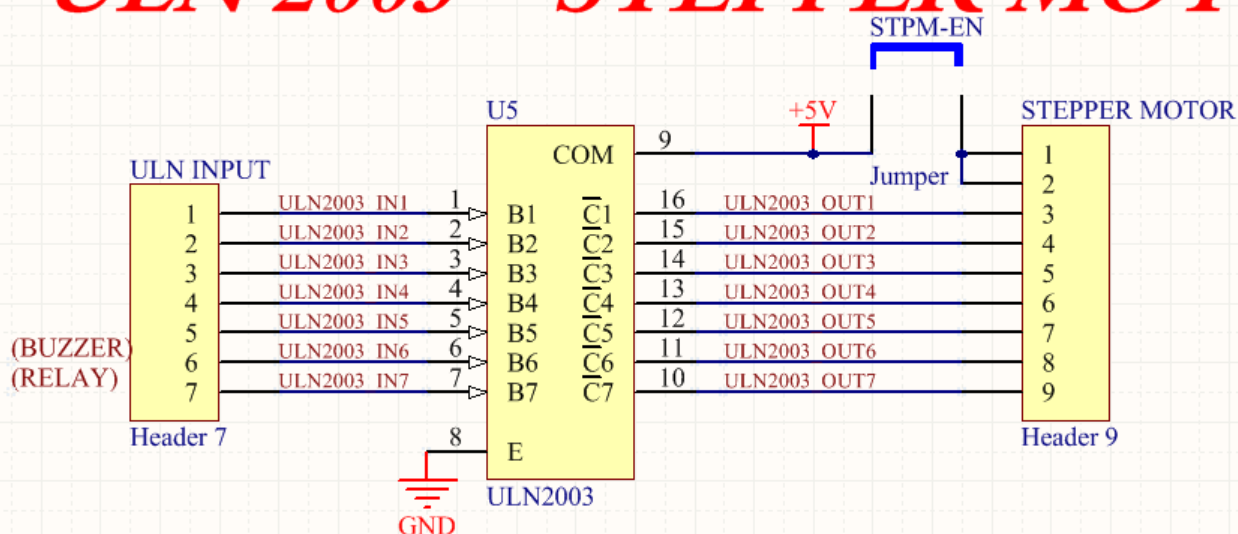 ULN 2003 STEPPER MOT
STPM-EN
U5
+5V
STEPPER MOTOR
ULN INPUT
COM
9
Jumper
1
2
1 ULN2003_IN1 1 B1 C1 16 ULN2003_OUT1 3
2 ULN2003_IN2 2 B2 C2 15 ULN2003_OUT2 4
3 ULN2003_IN3 3 B3 C3 14 ULN2003_OUT3 5
4 ULN2003_IN4 4 B4 C4 13 ULN2003_OUT4 6
5 ULN2003_IN5 5 B5 C5 12 ULN2003_OUT5 7
(BUZZER) 6 ULN2003_IN6 6 B6 C6 11 ULN2003_OUT6 8
(RELAY) 7 ULN2003_IN7 7 B7 C7 10 ULN2003_OUT7 9
Header 7
8 E
Header 9
ULN2003
GND